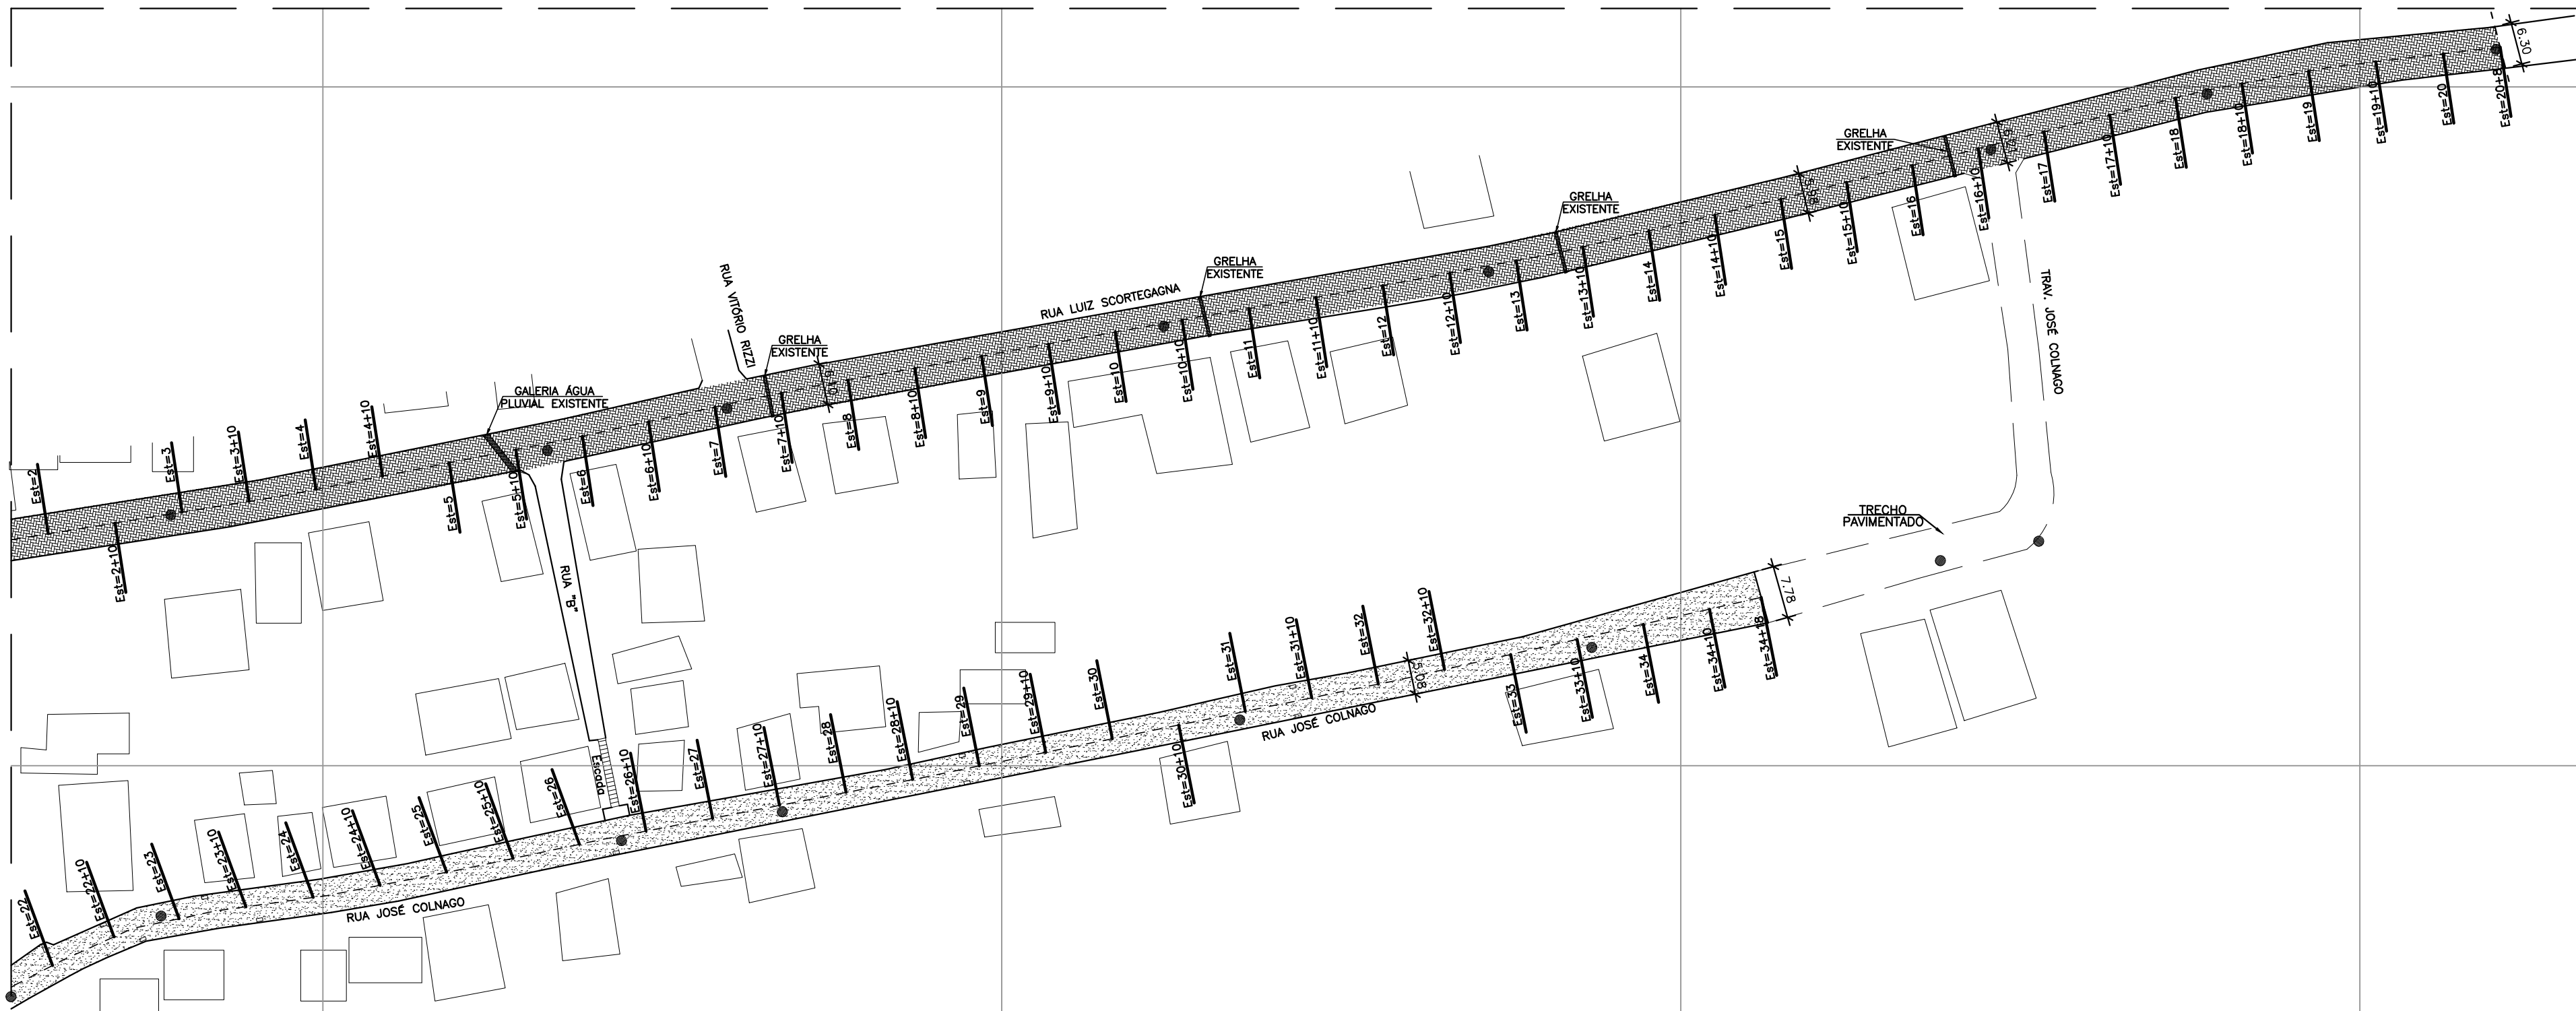 6.30
Est=20+8
Est=20
Est=19+10
Est=19
Est=18+10
Est=18
Est=17+10
Est=17
Est=16+10
Est=16
Est=15+10
Est=15
Est=14+10
Est=14
Est=13+10
Est=13
Est=12+10
Est=12
Est=11+10
Est=11
Est=10+10
Est=10
Est=9+10
Est=9
Est=8+10
Est=8
Est=7+10
Est=7
Est=6+10
Est=6
Est=5+10
Est=5
Est=4+10
Est=4
Est=3+10
Est=3
Est=2+10
Est=2
GRELHA
EXISTENTE
GRELHA
EXISTENTE
GRELHA
EXISTENTE
GRELHA
EXISTENTE
5.98
6.10
RUA LUIZ SCORTEGAGNA
RUA VITÓRIO RIZZI
GALERIA ÁGUA
PLUVIAL EXISTENTE
TRAV. JOSÉ COLNAGO
TRECHO
PAVIMENTADO
RUA "B"
Escada
7.78
5.08
RUA JOSÉ COLNAGO
RUA JOSÉ COLNAGO
Est=22
Est=22+10
Est=23
Est=23+10
Est=24
Est=24+10
Est=25
Est=25+10
Est=26
Est=26+10
Est=27
Est=27+10
Est=28
Est=28+10
Est=29
Est=29+10
Est=30
Est=30+10
Est=31
Est=31+10
Est=32
Est=32+10
Est=33
Est=33+10
Est=34
Est=34+10
Est=34+18